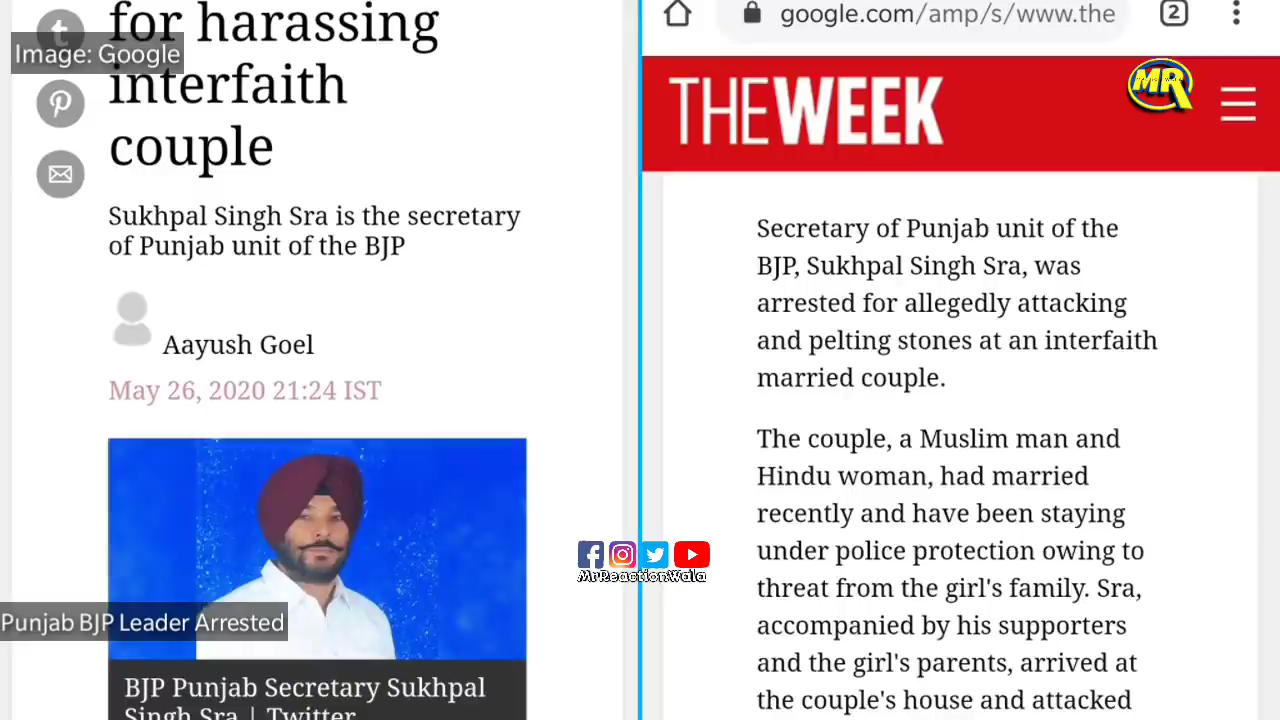 for harassing
interfaith
couple
t
Image: Google
Sukhpal Singh Sra is the secretary
of Punjab unit of the BJP
Aayush Goel
May 26, 2020 21:24 IST
Punjab BJP Leader Arrested
BJP Punjab Secretary Sukhpal
Singh Sra | Twitter
google.com/amp/s/www.the
2
THE WEEK
MR
Secretary of Punjab unit of the
BJP, Sukhpal Singh Sra, was
arrested for allegedly attacking
and pelting stones at an interfaith
married couple.
The couple, a Muslim man and
Hindu woman, had married
recently and have been staying
under police protection owing to
threat from the girl's family. Sra,
accompanied by his supporters
and the girl's parents, arrived at
the couple's house and attacked
MrReactionWala